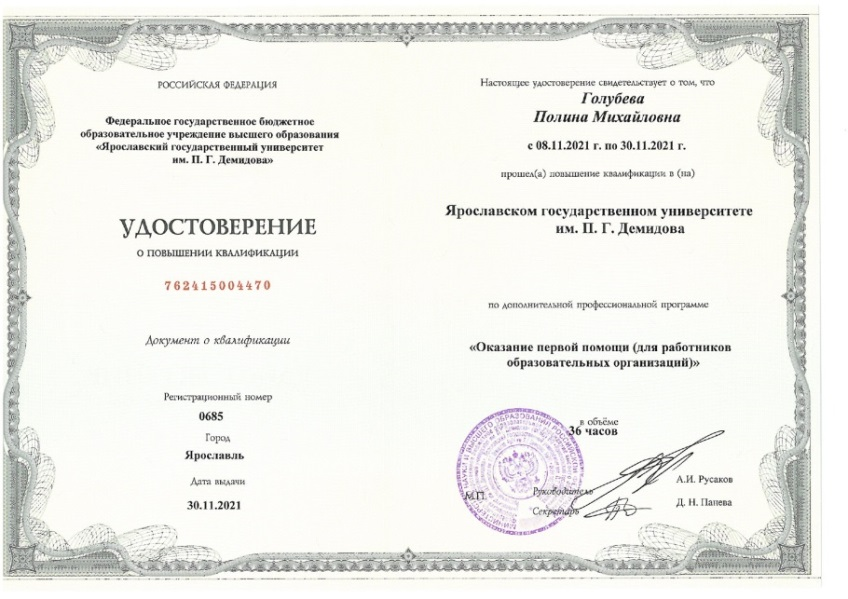 РОССИЙСКАЯ ФЕДЕРАЦИЯ
Федеральное государственное бюджетное
образовательное учреждение высшего образования
«Ярославский государственный университет
им. П. Г. Демидова»
УДОСТОВЕРЕНИЕ
О ПОВЫШЕНИИ КВАЛИФИКАЦИИ
762415004470
Документ о квалификации
Регистрационный номер
0685
Город
Ярославль
Дата выдачи
30.11.2021
Настоящее удостоверение свидетельствует о том, что
Голубева
Полина Михайловна
с 08.11.2021 г. по 30.11.2021 г.
прошел(а) повышение квалификации в (на)
Ярославском государственном университете
им. П. Г. Демидова
по дополнительной профессиональной программе
«Оказание первой помощи (для работников
образовательных организаций)»
в объёме
36 часов
М.П.
Руководитель
А.И. Русаков
Секретарь
Д. Н. Панева